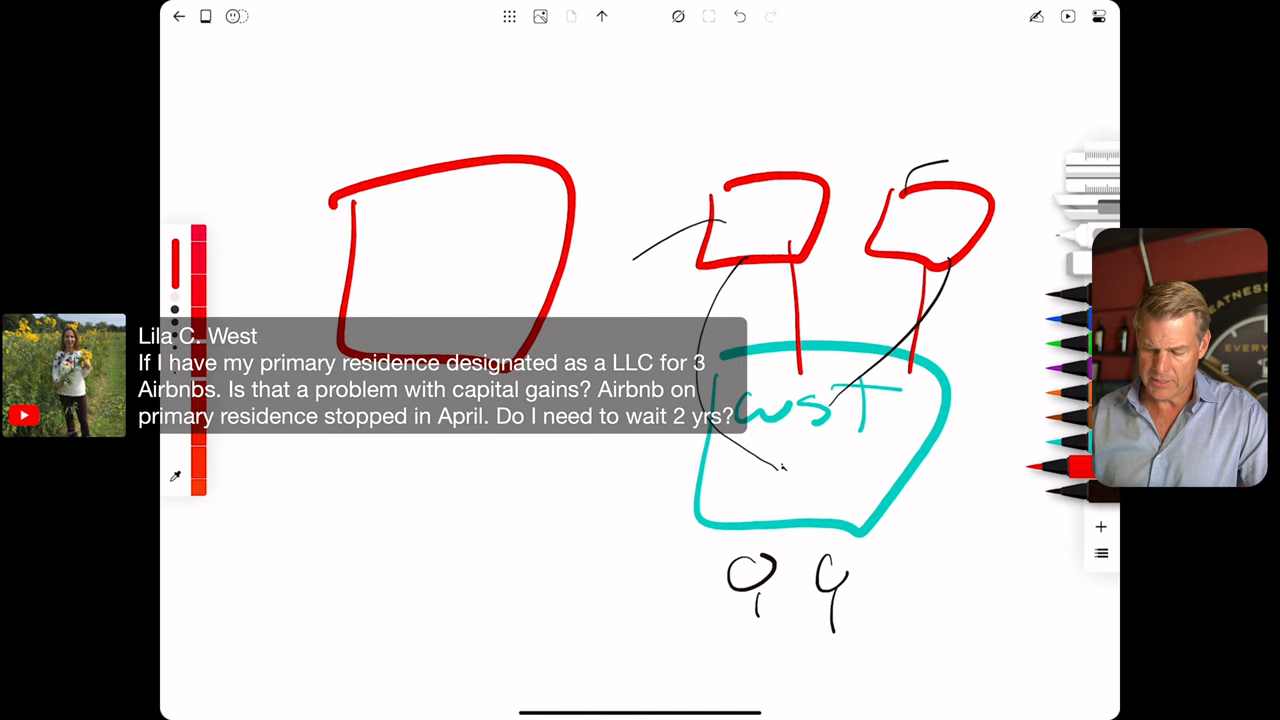 Lila C. West
If I have my primary residence designated as a LLC for 3
Airbnbs. Is that a problem with capital gains? Airbnb on
primary residence stopped in April. Do I need to wait 2 yrs?
EVERY